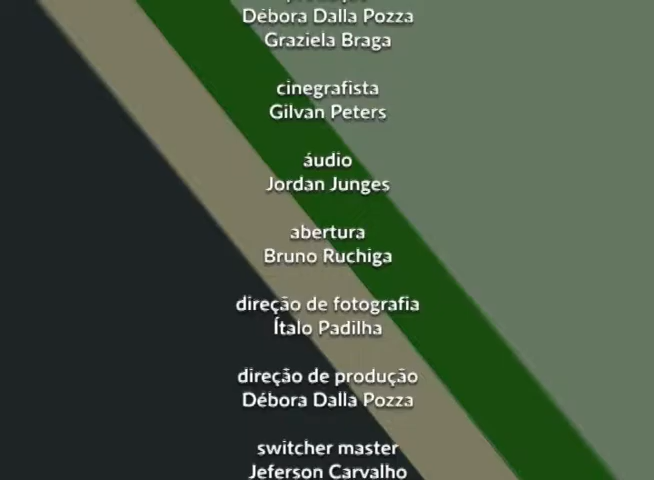 Débora Dalla Pozza
Graziela Braga
cinegrafista
Gilvan Peters
áudio
Jordan Junges
abertura
Bruno Ruchiga
direção de fotografia
Ítalo Padilha
direção de produção
Débora Dalla Pozza
switcher master
Jeferson Carvalho